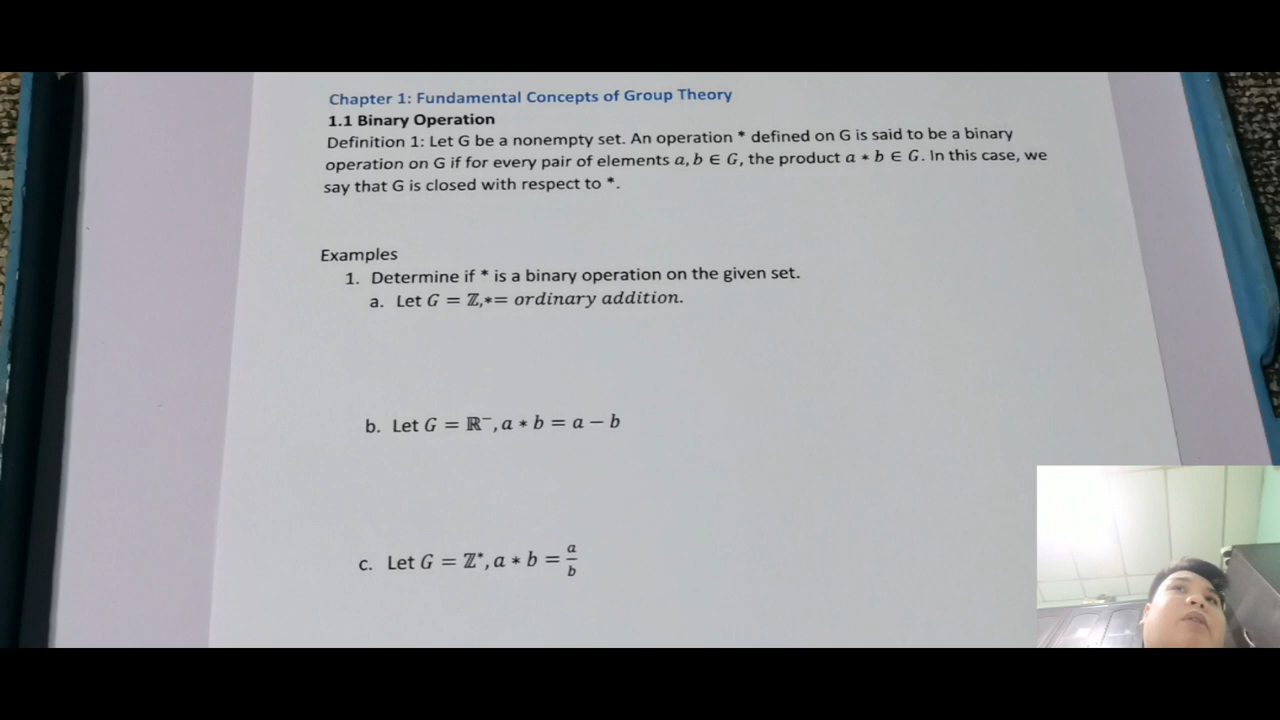 Chapter 1: Fundamental Concepts of Group Theory
1.1 Binary Operation
Definition 1: Let G be a nonempty set. An operation * defined on G is said to be a binary
operation on G if for every pair of elements a, b ∈ G, the product a ∗ b ∈ G. In this case, we
say that G is closed with respect to *.
Examples
1. Determine if * is a binary operation on the given set.
a. Let G = ℤ,∗= ordinary addition.
b. Let G = ℝ⁻, a ∗ b = a − b
c. Let G = ℤ*, a ∗ b = a/b